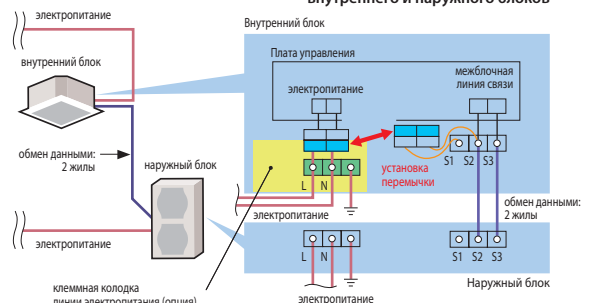 внутреннего и наружного блоков
электропитание
Внутренний блок
Плата управления
внутренний блок
электропитание
межблочная
линия связи
S1 S2 S3
установка
перемычки
обмен данными:
2 жилы
наружный блок
L N
электропитание
обмен данными:
2 жилы
электропитание
L N
S1 S2 S3
Наружный блок
клеммная колодка
линии электропитания (опция)
электропитание